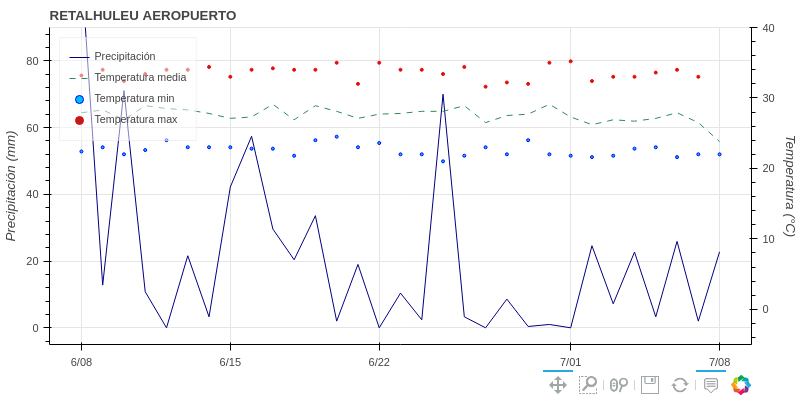 RETALHULEU AEROPUERTO
Precipitación
Temperatura media
Temperatura min
Temperatura max
Precipitación (mm)
80
60
40
20
0
Temperatura (°C)
40
30
20
10
0
6/08
6/15
6/22
7/01
7/08